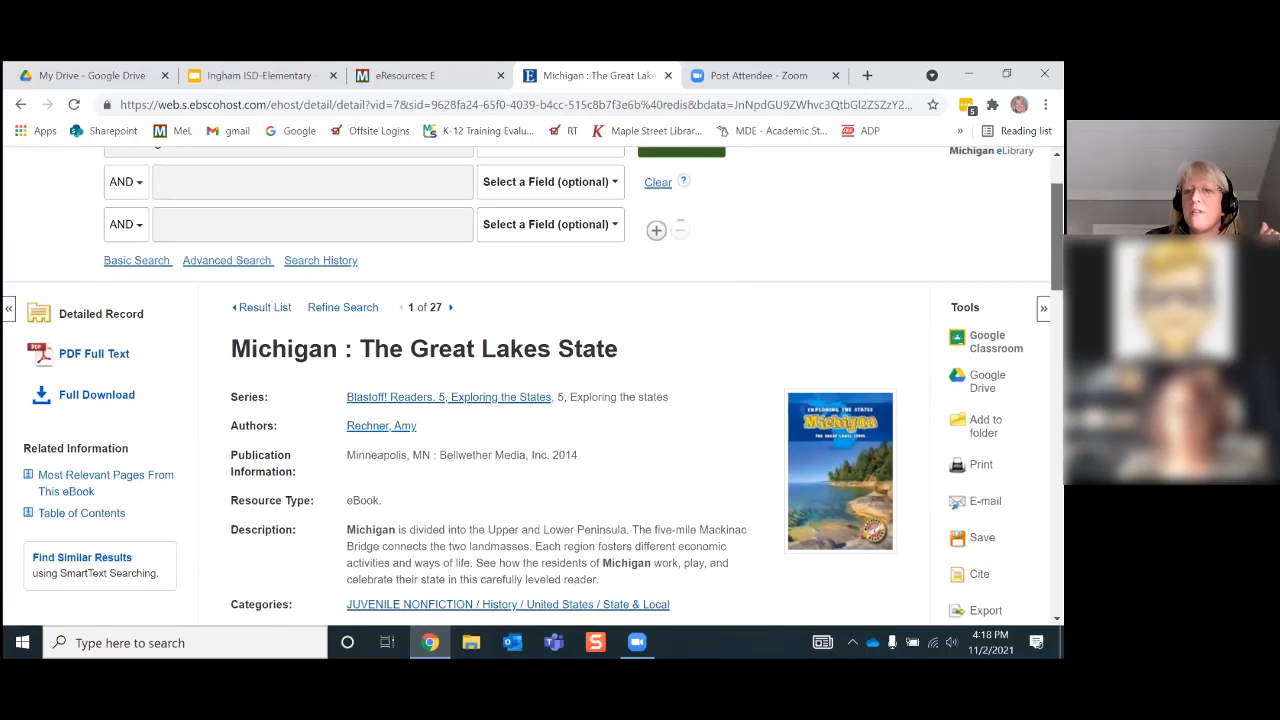 My Drive - Google Drive
Ingham ISD-Elementary -
eResources: E
Michigan : The Great Lake
Post Attendee - Zoom
https://web.s.ebscohost.com/ehost/detail/detail?vid=7&sid=9628fa24-65f0-4039-b4cc-515c8b7f3e6b%40redis&bdata=JnNpdGU9ZWhvc3QtbGl2ZSZzY2...
5
Apps
Sharepoint
MeL
gmail
Google
Offsite Logins
K-12 Training Evalu...
RT
Maple Street Librar...
MDE - Academic St...
ADP
»
Reading list
Michigan eLibrary
AND
Select a Field (optional)
Clear
?
AND
Select a Field (optional)
Basic Search
Advanced Search
Search History
«
Detailed Record
PDF Full Text
Full Download
Related Information
Most Relevant Pages From
This eBook
Table of Contents
Find Similar Results
using SmartText Searching.
Result List
Refine Search
1 of 27
Michigan : The Great Lakes State
Series:
Blastoff! Readers. 5, Exploring the States, 5, Exploring the states
Authors:
Rechner, Amy
Publication
Information:
Minneapolis, MN : Bellwether Media, Inc. 2014
Resource Type:
eBook.
Description:
Michigan is divided into the Upper and Lower Peninsula. The five-mile Mackinac
Bridge connects the two landmasses. Each region fosters different economic
activities and ways of life. See how the residents of Michigan work, play, and
celebrate their state in this carefully leveled reader.
Categories:
JUVENILE NONFICTION / History / United States / State & Local
EXPLORING THE STATES
Michigan
THE GREAT LAKES STATE
Tools
»
Google
Classroom
Google
Drive
Add to
folder
Print
E-mail
Save
Cite
Export
Type here to search
4:18 PM
11/2/2021